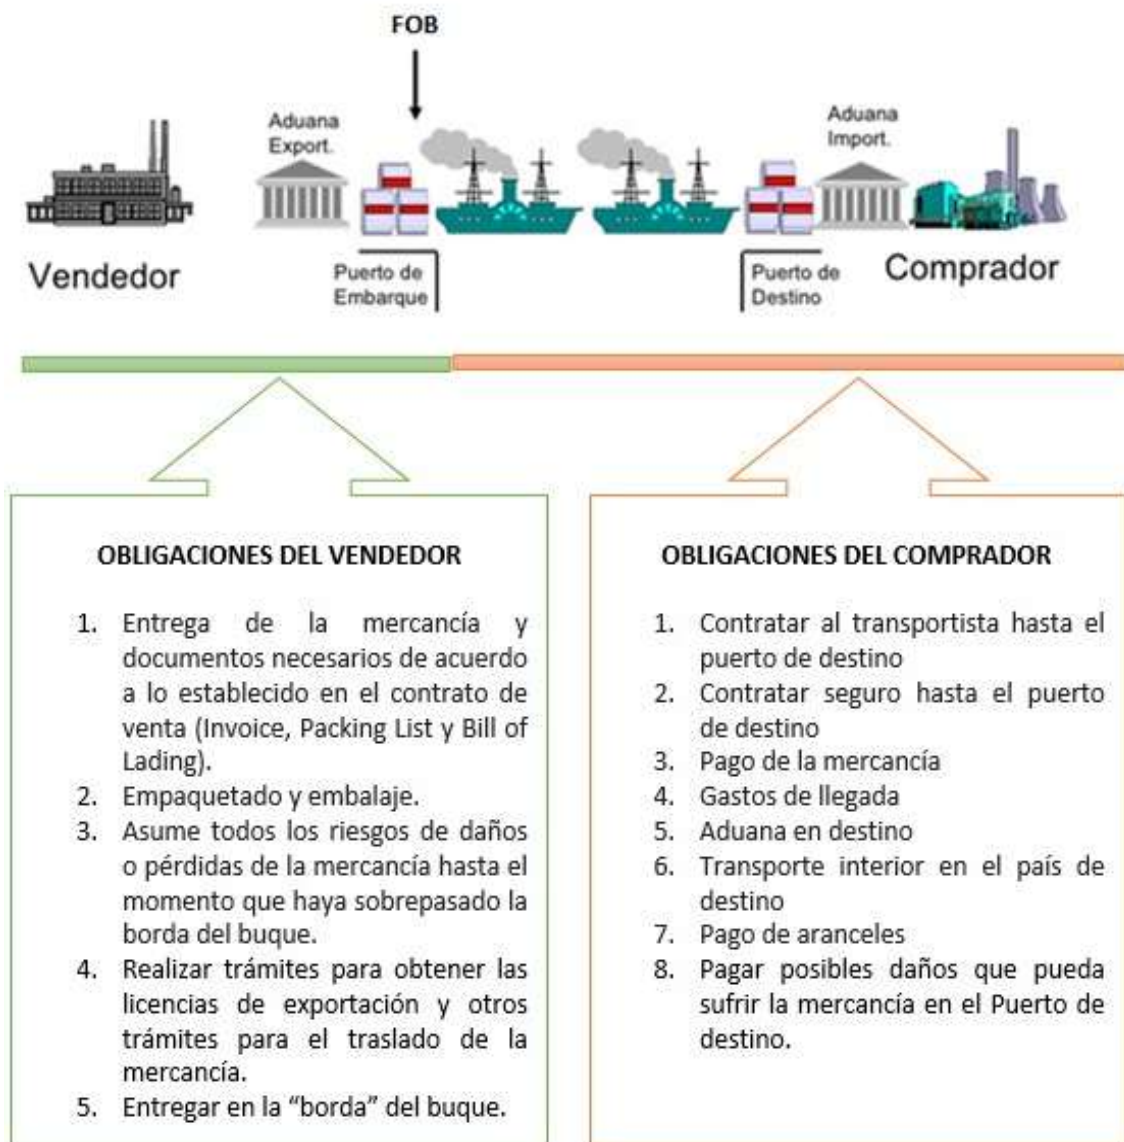 FOB
Aduana
Export.
Aduana
Import.
Vendedor
Puerto de
Embarque
Puerto de
Destino
Comprador
OBLIGACIONES DEL VENDEDOR
1. Entrega de la mercancía y
documentos necesarios de acuerdo
a lo establecido en el contrato de
venta (Invoice, Packing List y Bill of
Lading).
2. Empaquetado y embalaje.
3. Asume todos los riesgos de daños
o pérdidas de la mercancía hasta el
momento que haya sobrepasado la
borda del buque.
4. Realizar trámites para obtener las
licencias de exportación y otros
trámites para el traslado de la
mercancía.
5. Entregar en la “borda” del buque.
OBLIGACIONES DEL COMPRADOR
1. Contratar al transportista hasta el
puerto de destino
2. Contratar seguro hasta el puerto
de destino
3. Pago de la mercancía
4. Gastos de llegada
5. Aduana en destino
6. Transporte interior en el país de
destino
7. Pago de aranceles
8. Pagar posibles daños que pueda
sufrir la mercancía en el Puerto de
destino.